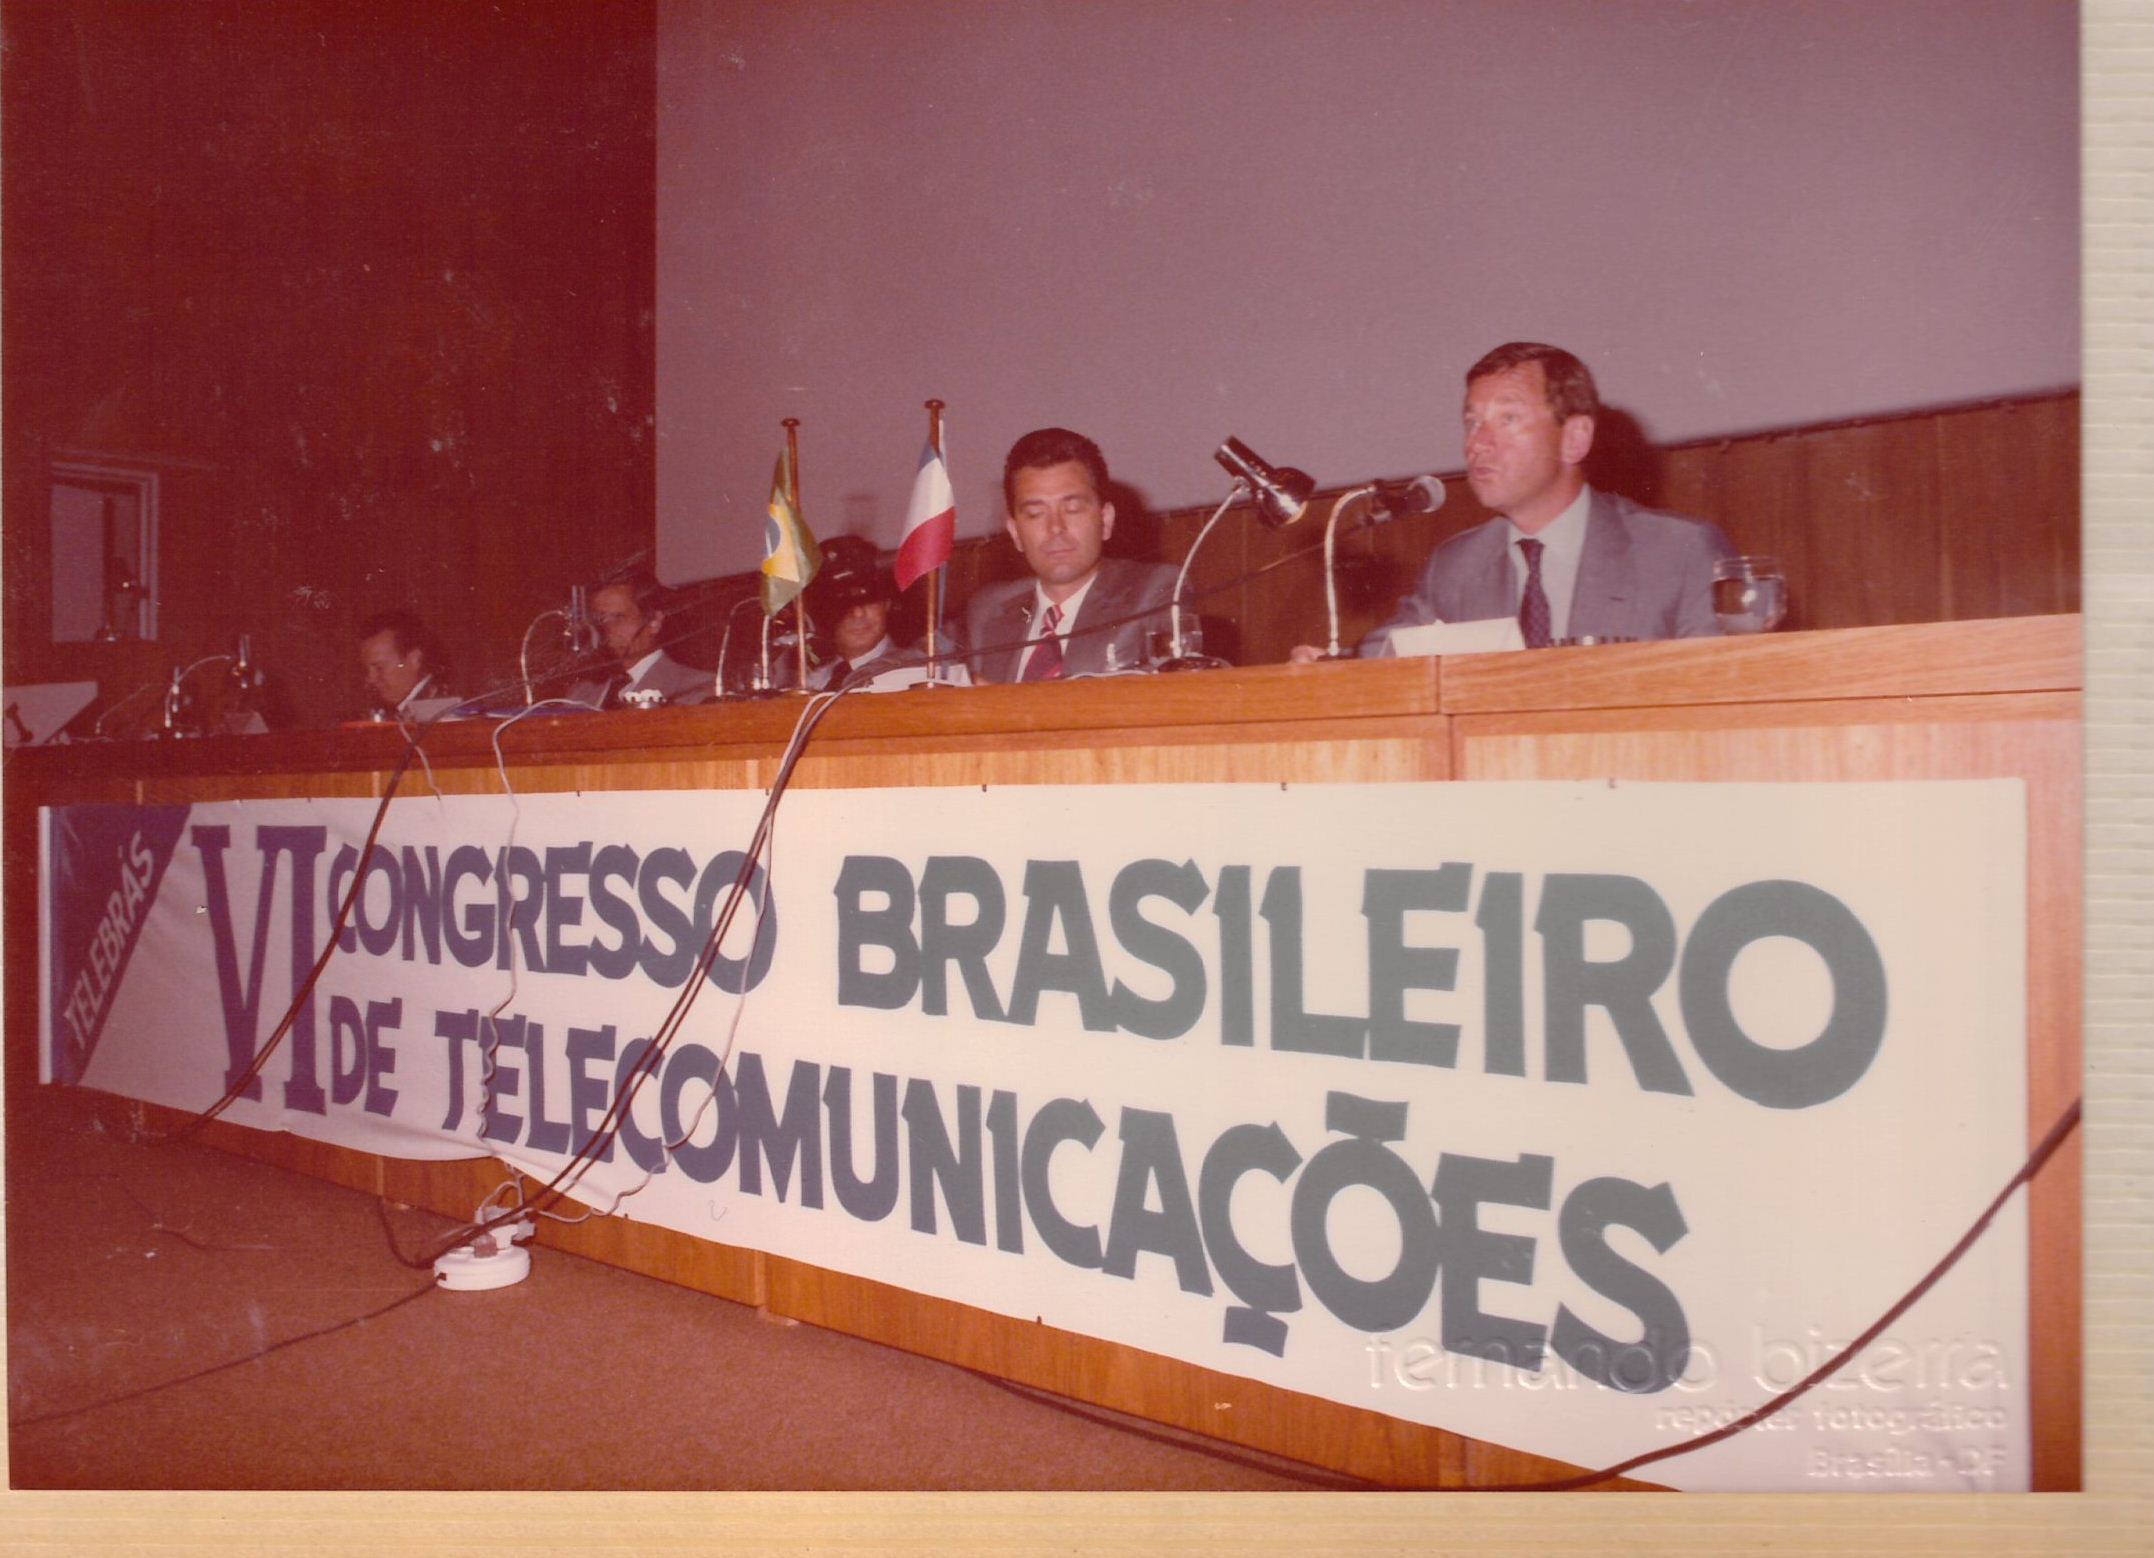 TELEBRÁS
VI CONGRESSO BRASILEIRO
DE TELECOMUNICAÇÕES
fernando bizerra
repórter fotográfico
Brasília - DF